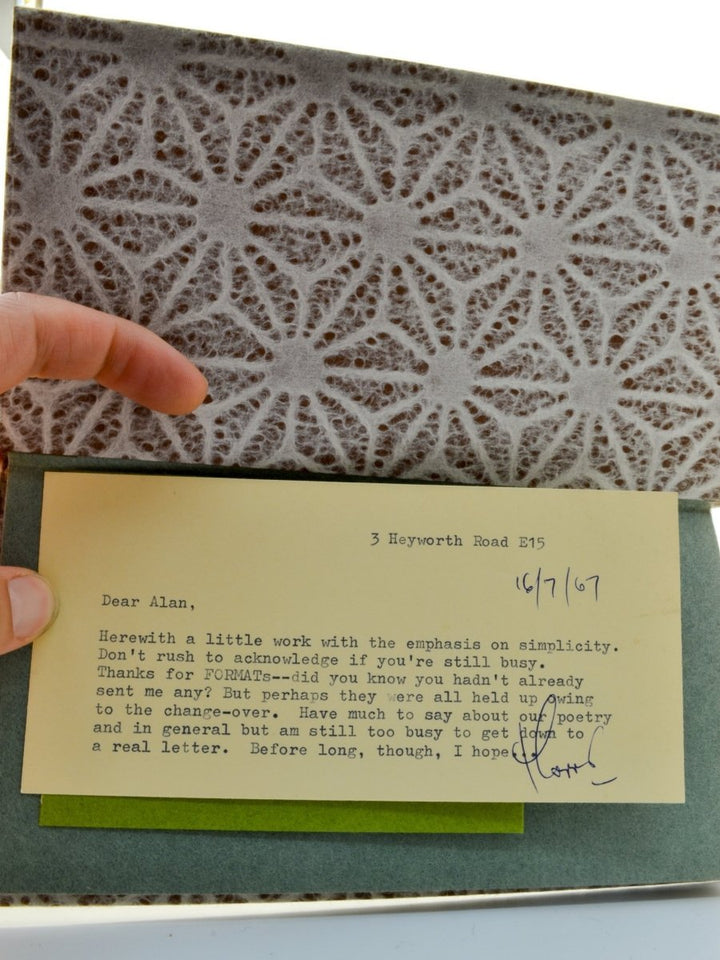 3 Heyworth Road E15
16/7/67
Dear Alan,
Herewith a little work with the emphasis on simplicity.
Don't rush to acknowledge if you're still busy.
Thanks for FORMATs--did you know you hadn't already
sent me any? But perhaps they were all held up owing
to the change-over.  Have much to say about our poetry
and in general but am still too busy to get down to
a real letter.  Before long, though, I hope